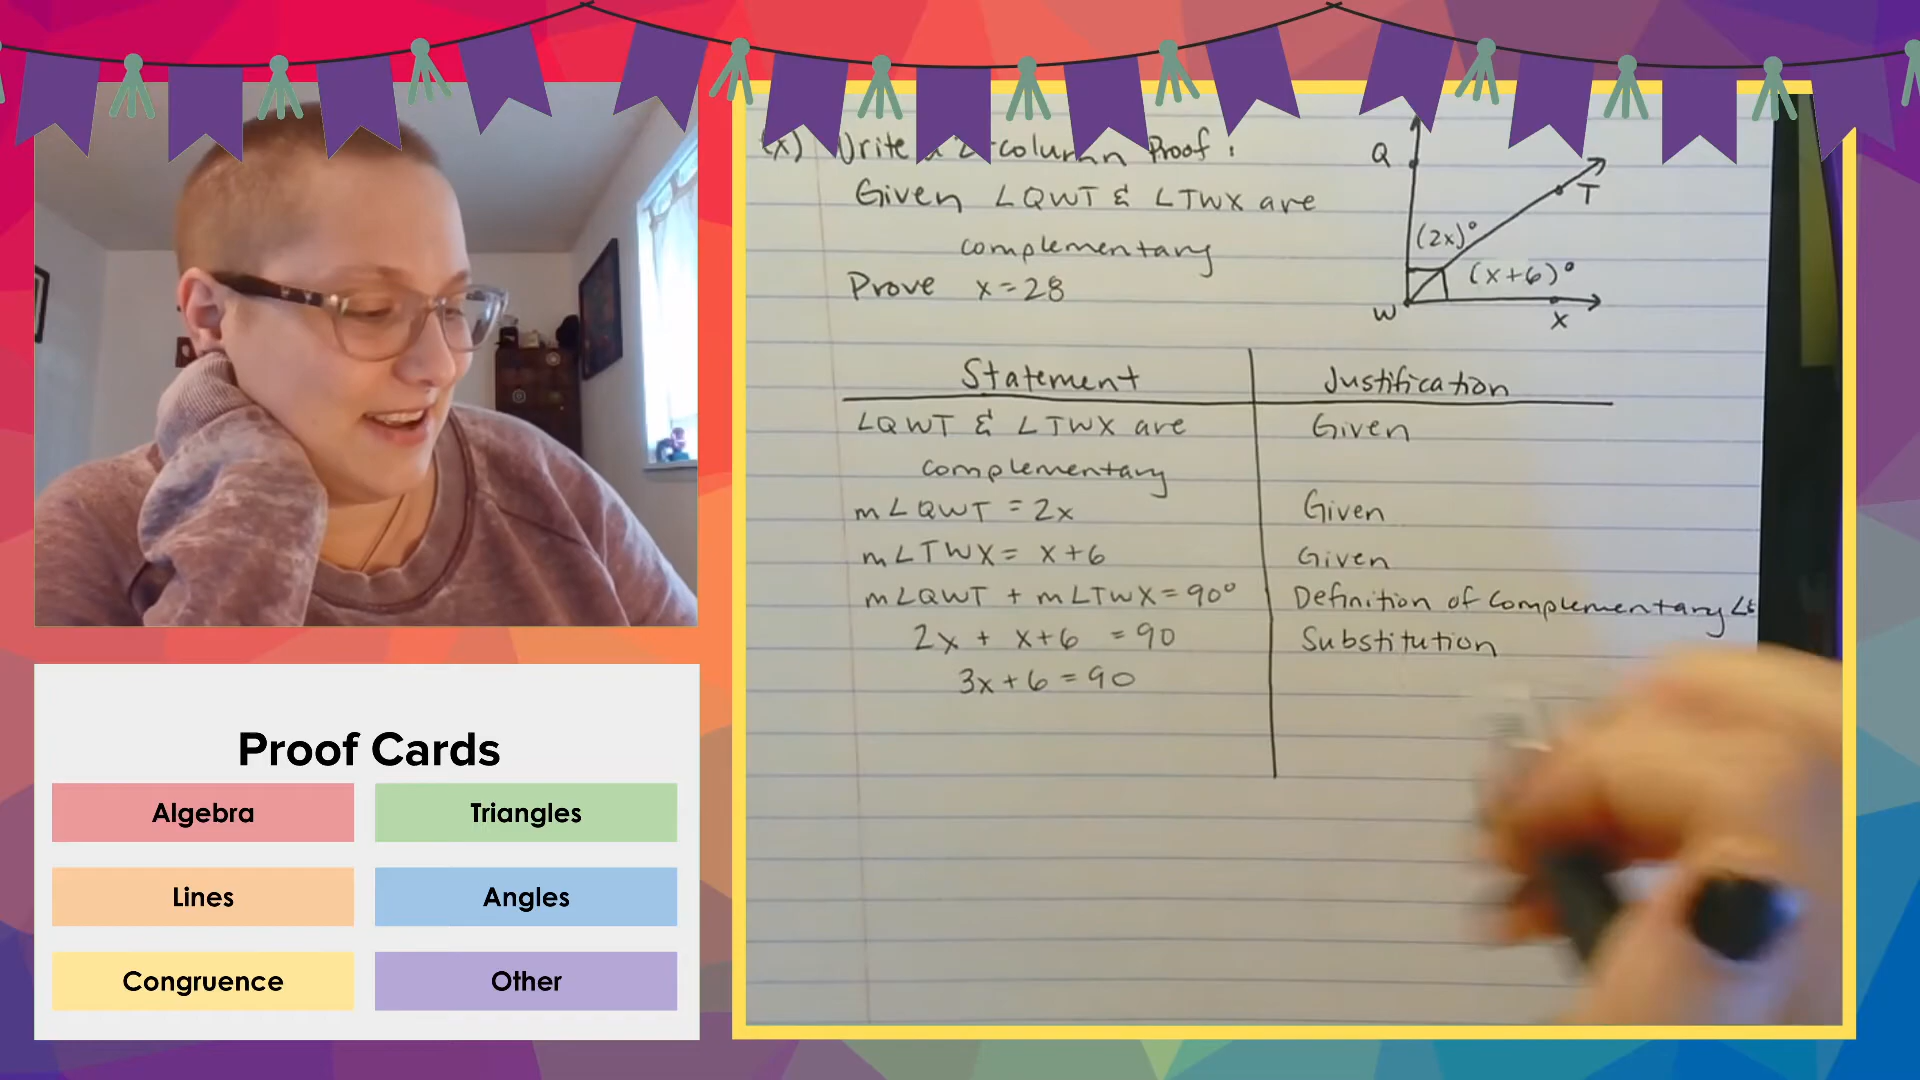 (x) Write a 2-column Proof:
Given ∠QWT & ∠TWX are
complementary
Prove x=28
Q
T
(2x)°
(x+6)°
W
X
Statement Justification
∠QWT & ∠TWX are Given
complementary
m∠QWT = 2x Given
m∠TWX = x+6 Given
m∠QWT + m∠TWX = 90° Definition of Complementary ∠s
2x + x+6 = 90 Substitution
3x+6 = 90
Proof Cards
Algebra Triangles
Lines Angles
Congruence Other